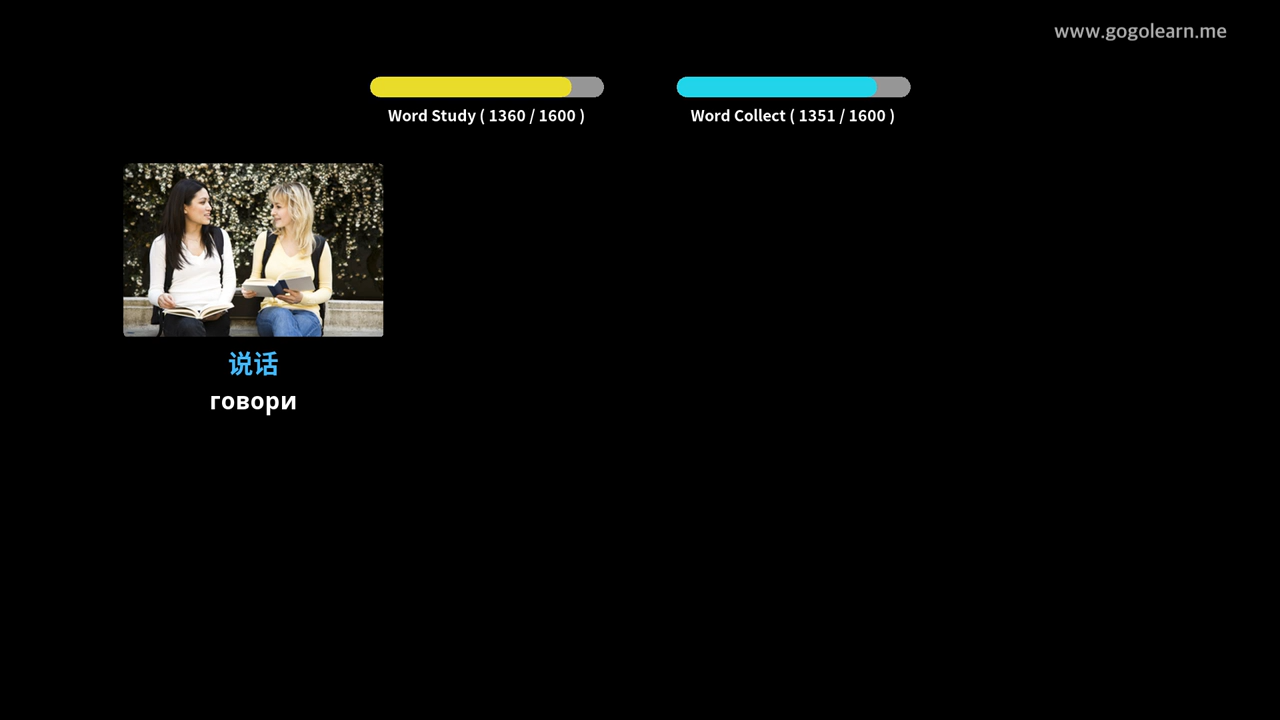 www.gogolearn.me
Word Study ( 1360 / 1600 )
Word Collect ( 1351 / 1600 )
说话
говори